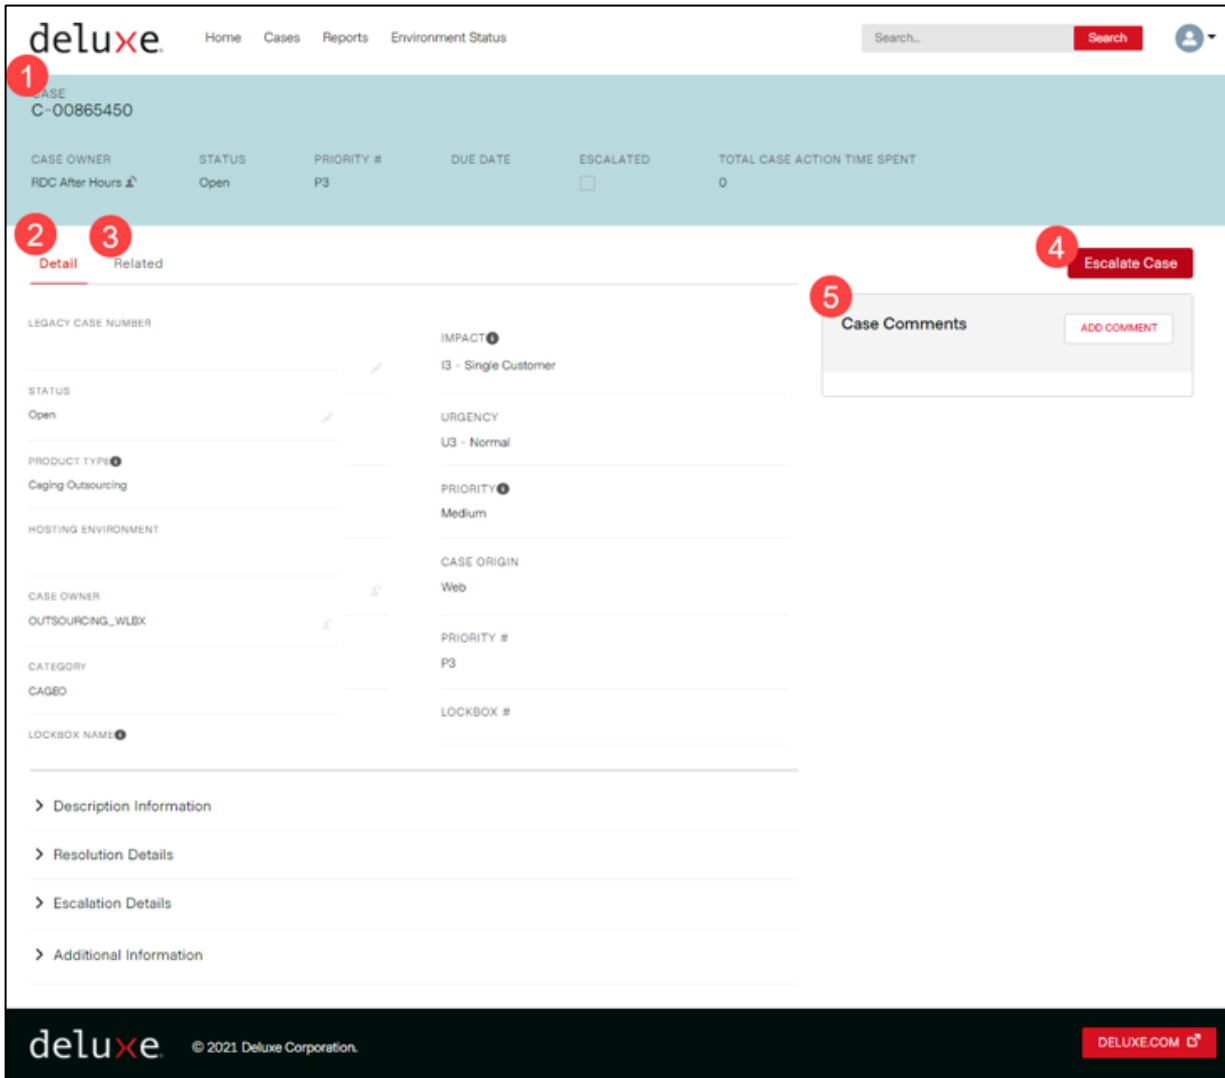 deluxe.
Home Cases Reports Environment Status
Search...
Search
1
CASE
C-00865450
CASE OWNER STATUS PRIORITY # DUE DATE ESCALATED TOTAL CASE ACTION TIME SPENT
RDC After Hours Open P3 0
2 3
Detail Related
4
Escalate Case
5
Case Comments
ADD COMMENT
LEGACY CASE NUMBER
STATUS
Open
PRODUCT TYPE
Caging Outsourcing
HOSTING ENVIRONMENT
CASE OWNER
OUTSOURCING_WLBX
CATEGORY
CAGEO
LOCKBOX NAME
IMPACT
I3 - Single Customer
URGENCY
U3 - Normal
PRIORITY
Medium
CASE ORIGIN
Web
PRIORITY #
P3
LOCKBOX #
Description Information
Resolution Details
Escalation Details
Additional Information
deluxe.
© 2021 Deluxe Corporation.
DELUXE.COM